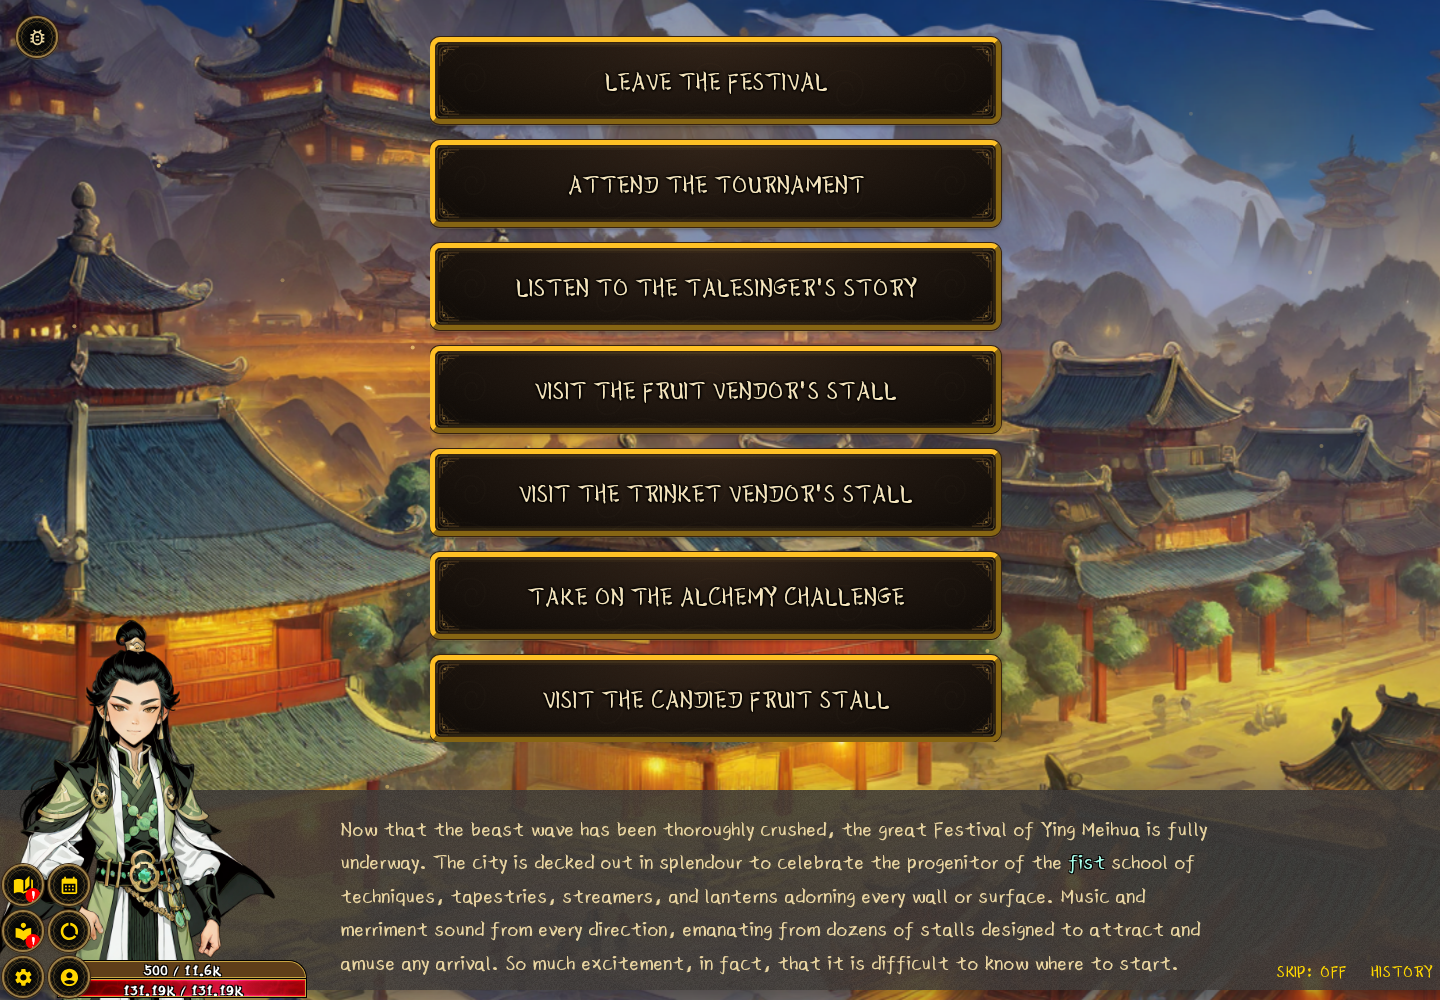 LEAVE THE FESTIVAL
ATTEND THE TOURNAMENT
LISTEN TO THE TALESINGER'S STORY
VISIT THE FRUIT VENDOR'S STALL
VISIT THE TRINKET VENDOR'S STALL
TAKE ON THE ALCHEMY CHALLENGE
VISIT THE CANDIED FRUIT STALL
Now that the beast wave has been thoroughly crushed, the great Festival of Ying Meihua is fully
underway. The city is decked out in splendour to celebrate the progenitor of the fist school of
techniques, tapestries, streamers, and lanterns adorning every wall or surface. Music and
merriment sound from every direction, emanating from dozens of stalls designed to attract and
amuse any arrival. So much excitement, in fact, that it is difficult to know where to start.
500 / 11.6K
131.19K / 131.19K
SKIP: OFF HISTORY